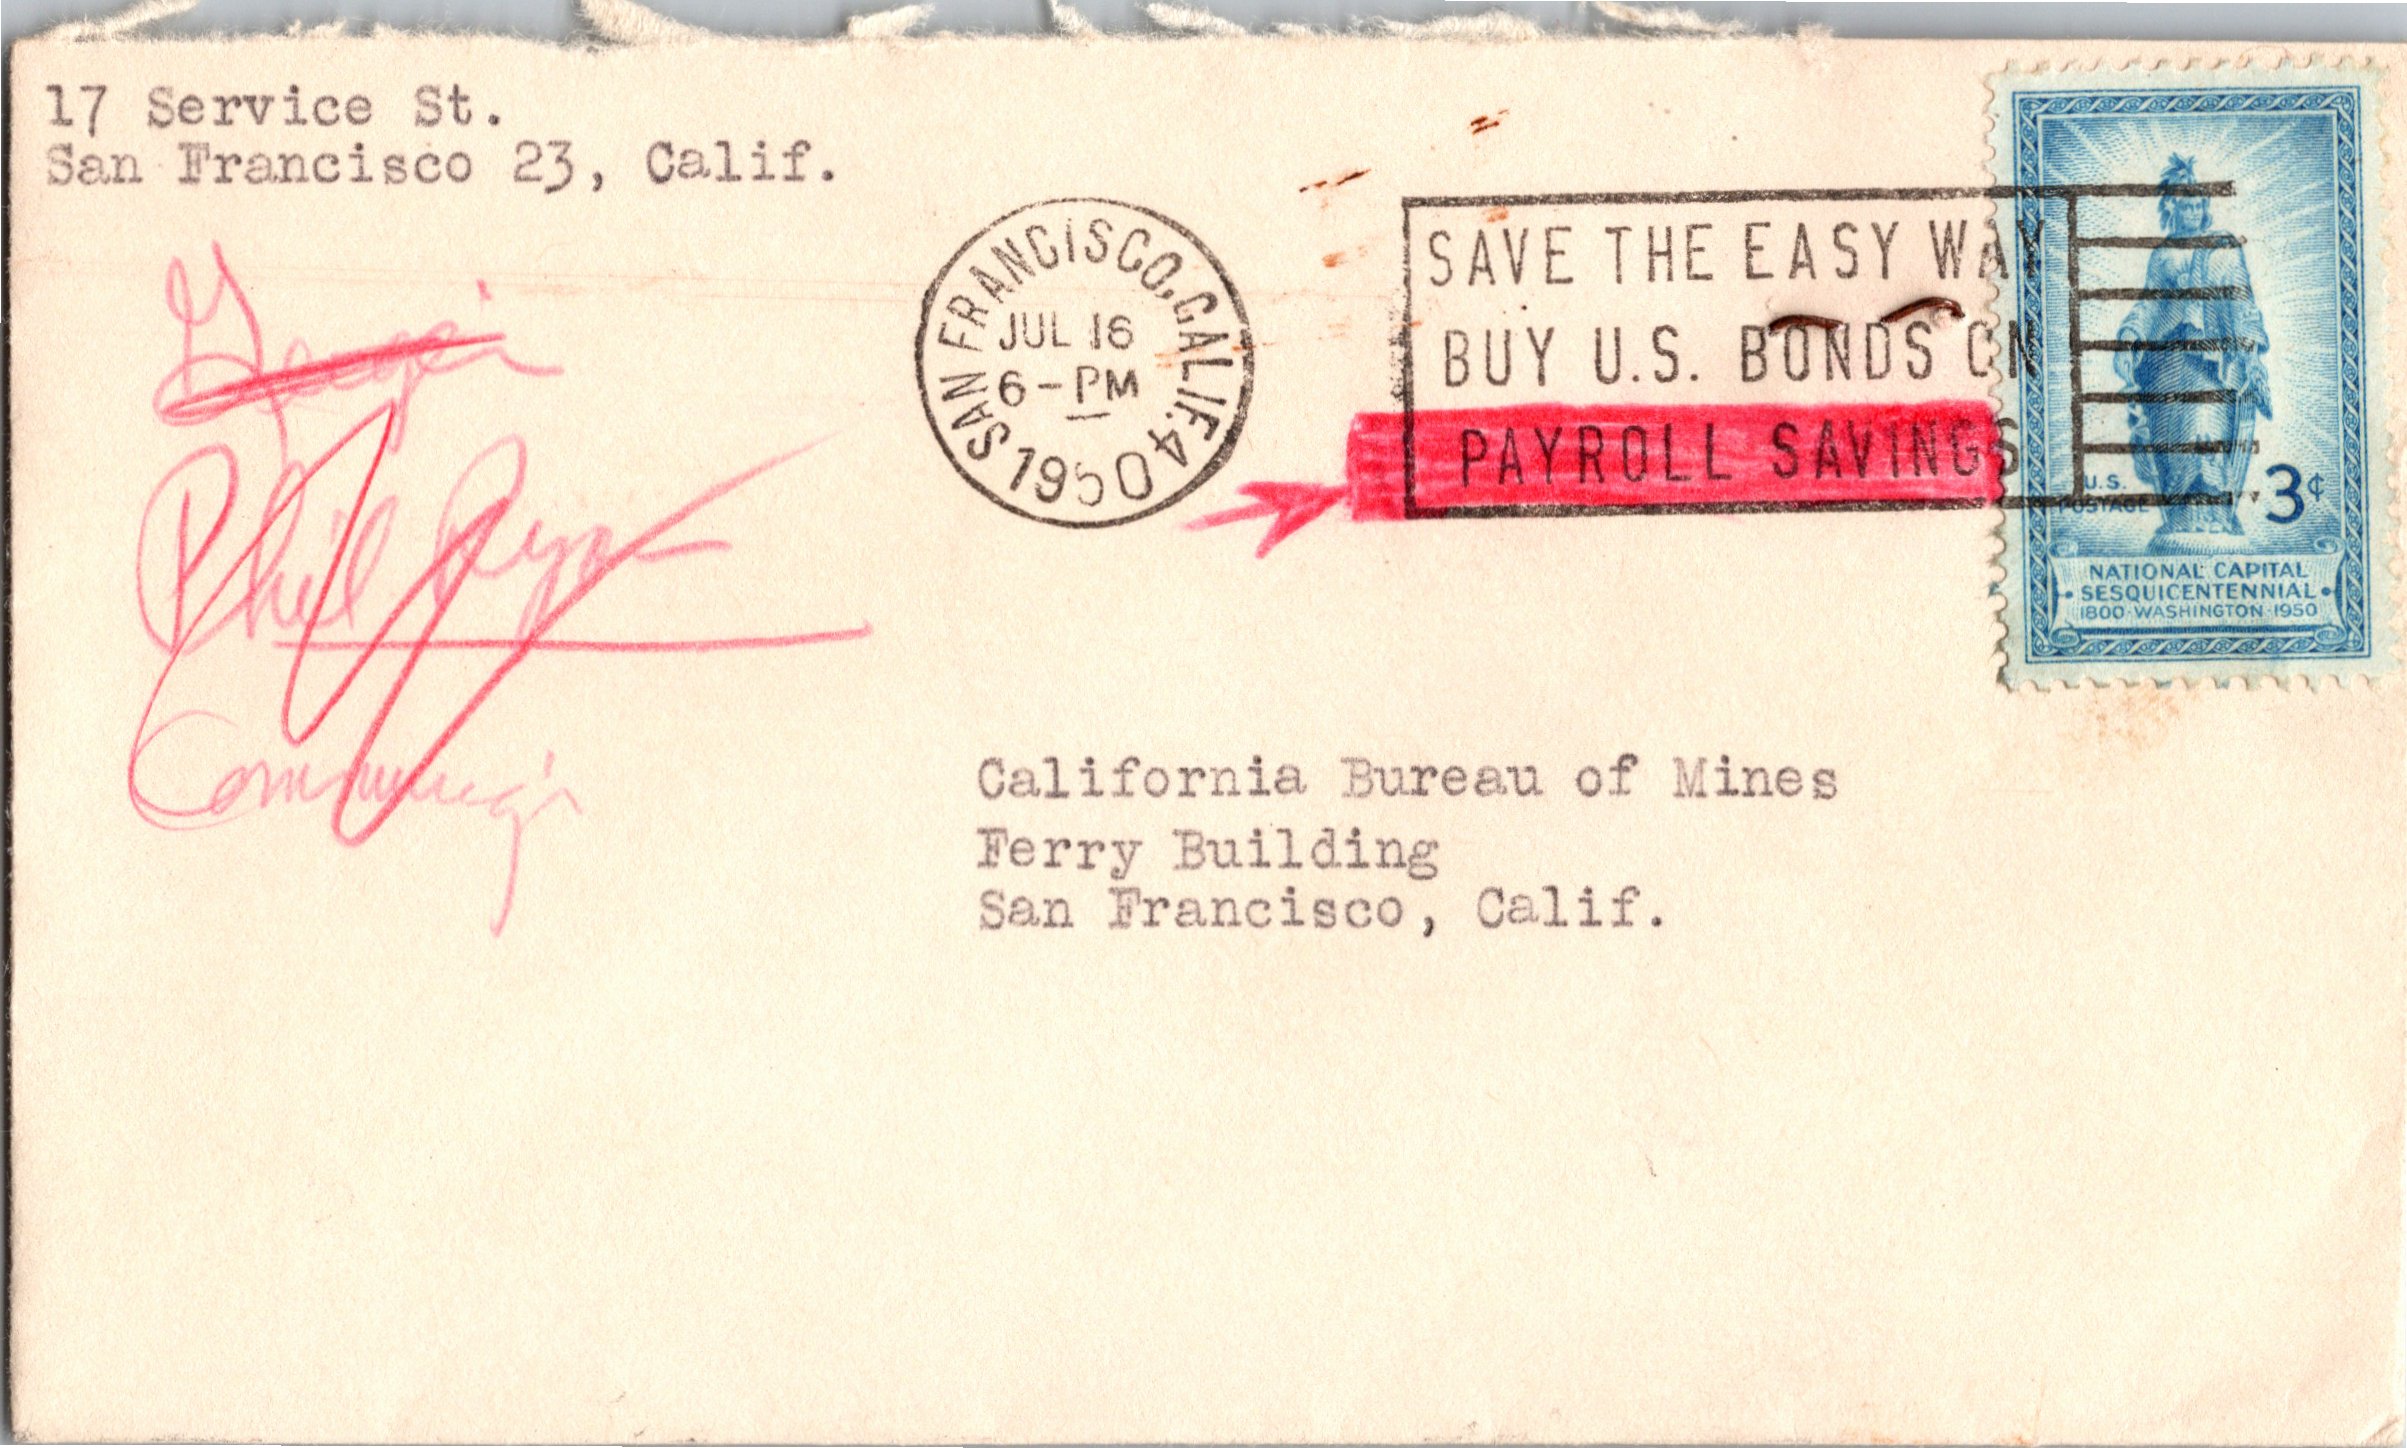 17 Service St.
San Francisco 23, Calif.
SAN FRANCISCO, CALIF. 4
JUL 16
6 - PM
1950
SAVE THE EASY WAY
BUY U.S. BONDS ON
PAYROLL SAVINGS
U.S.
POSTAGE
3¢
NATIONAL CAPITAL
SESQUICENTENNIAL
1800·WASHINGTON·1950
Phil Ryan
California Bureau of Mines
Ferry Building
San Francisco, Calif.